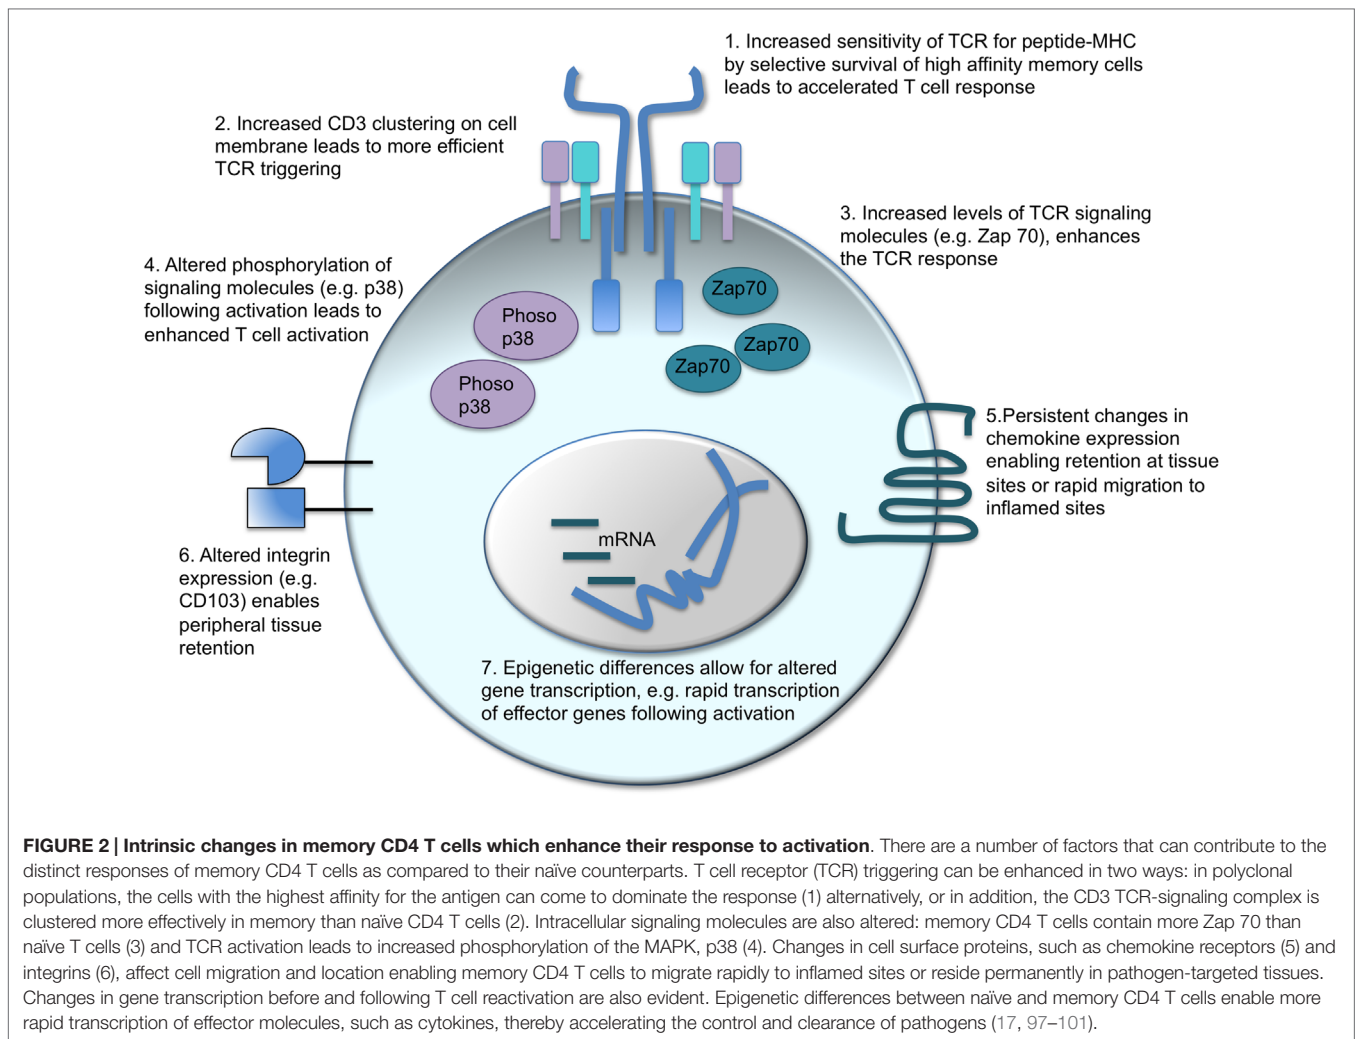 1. Increased sensitivity of TCR for peptide-MHC
by selective survival of high affinity memory cells
leads to accelerated T cell response
2. Increased CD3 clustering on cell
membrane leads to more efficient
TCR triggering
3. Increased levels of TCR signaling
molecules (e.g. Zap 70), enhances
the TCR response
4. Altered phosphorylation of
signaling molecules (e.g. p38)
following activation leads to
enhanced T cell activation
Phoso
p38
Phoso
p38
Zap70
Zap70
Zap70
5.Persistent changes in
chemokine expression
enabling retention at tissue
sites or rapid migration to
inflamed sites
6. Altered integrin
expression (e.g.
CD103) enables
peripheral tissue
retention
mRNA
7. Epigenetic differences allow for altered
gene transcription, e.g. rapid transcription
of effector genes following activation
FIGURE 2 | Intrinsic changes in memory CD4 T cells which enhance their response to activation. There are a number of factors that can contribute to the
distinct responses of memory CD4 T cells as compared to their naïve counterparts. T cell receptor (TCR) triggering can be enhanced in two ways: in polyclonal
populations, the cells with the highest affinity for the antigen can come to dominate the response (1) alternatively, or in addition, the CD3 TCR-signaling complex is
clustered more effectively in memory than naïve CD4 T cells (2). Intracellular signaling molecules are also altered: memory CD4 T cells contain more Zap 70 than
naïve T cells (3) and TCR activation leads to increased phosphorylation of the MAPK, p38 (4). Changes in cell surface proteins, such as chemokine receptors (5) and
integrins (6), affect cell migration and location enabling memory CD4 T cells to migrate rapidly to inflamed sites or reside permanently in pathogen-targeted tissues.
Changes in gene transcription before and following T cell reactivation are also evident. Epigenetic differences between naïve and memory CD4 T cells enable more
rapid transcription of effector molecules, such as cytokines, thereby accelerating the control and clearance of pathogens (17, 97–101).